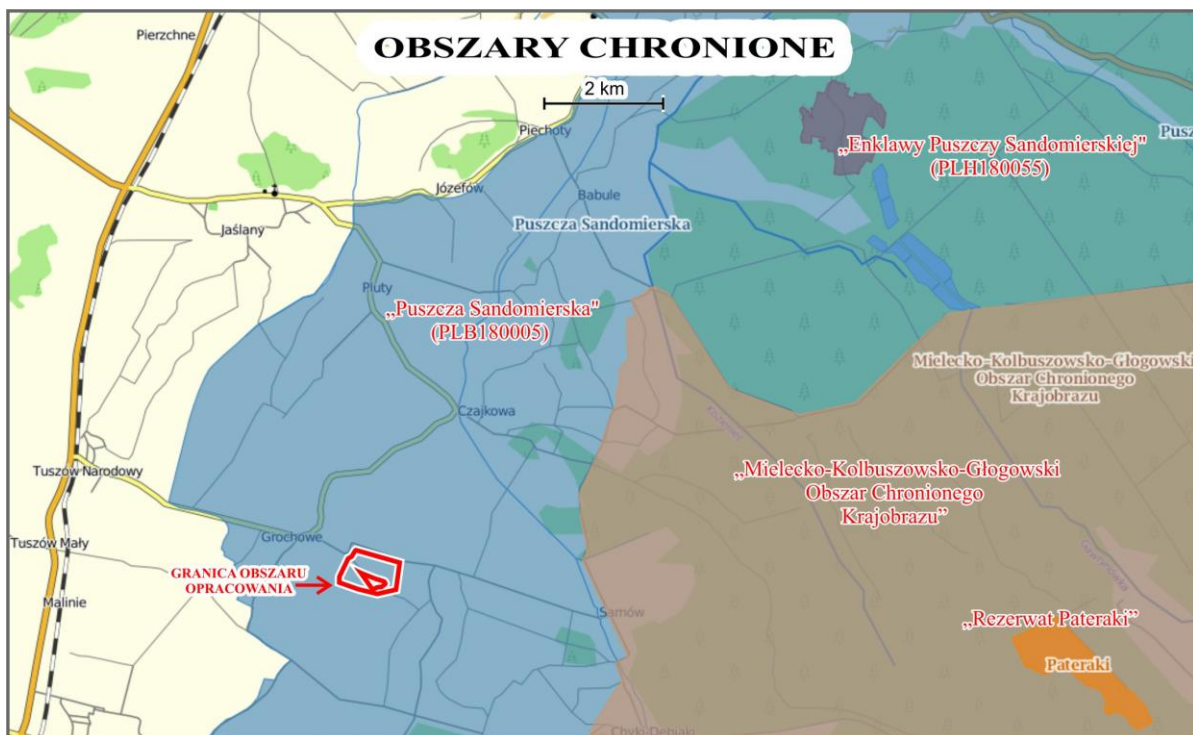 Pierzchne
OBSZARY CHRONIONE
2 km
Piechoty
„Enklawy Puszczy Sandomierskiej"
(PLH180055)
Pusz
Józefów
Babule
Jaślany
Puszcza Sandomierska
Pluty
„Puszcza Sandomierska"
(PLB180005)
Mielecko-Kolbuszowsko-Głogowski
Obszar Chronionego
Krajobrazu
Czajkowa
Tuszów Narodowy
„Mielecko-Kolbuszowsko-Głogowski
Obszar Chronionego
Krajobrazu”
Grochowe
Tuszów Mały
GRANICA OBSZARU
OPRACOWANIA
Malinie
Sarnów
„Rezerwat Pateraki”
Pateraki